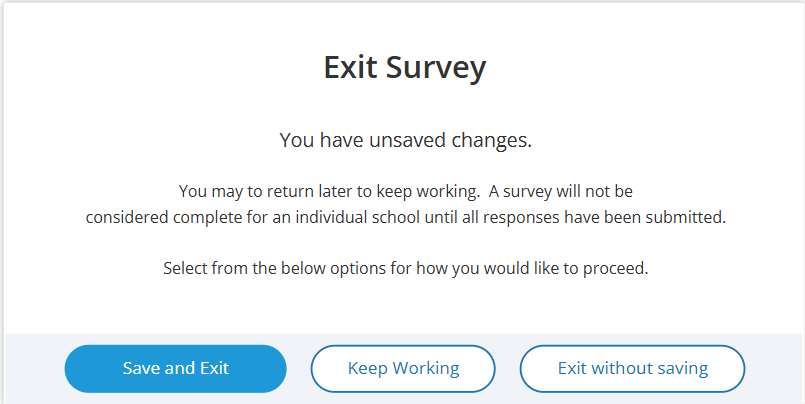 Exit Survey
You have unsaved changes.
You may to return later to keep working.  A survey will not be
considered complete for an individual school until all responses have been submitted.
Select from the below options for how you would like to proceed.
Save and Exit
Keep Working
Exit without saving